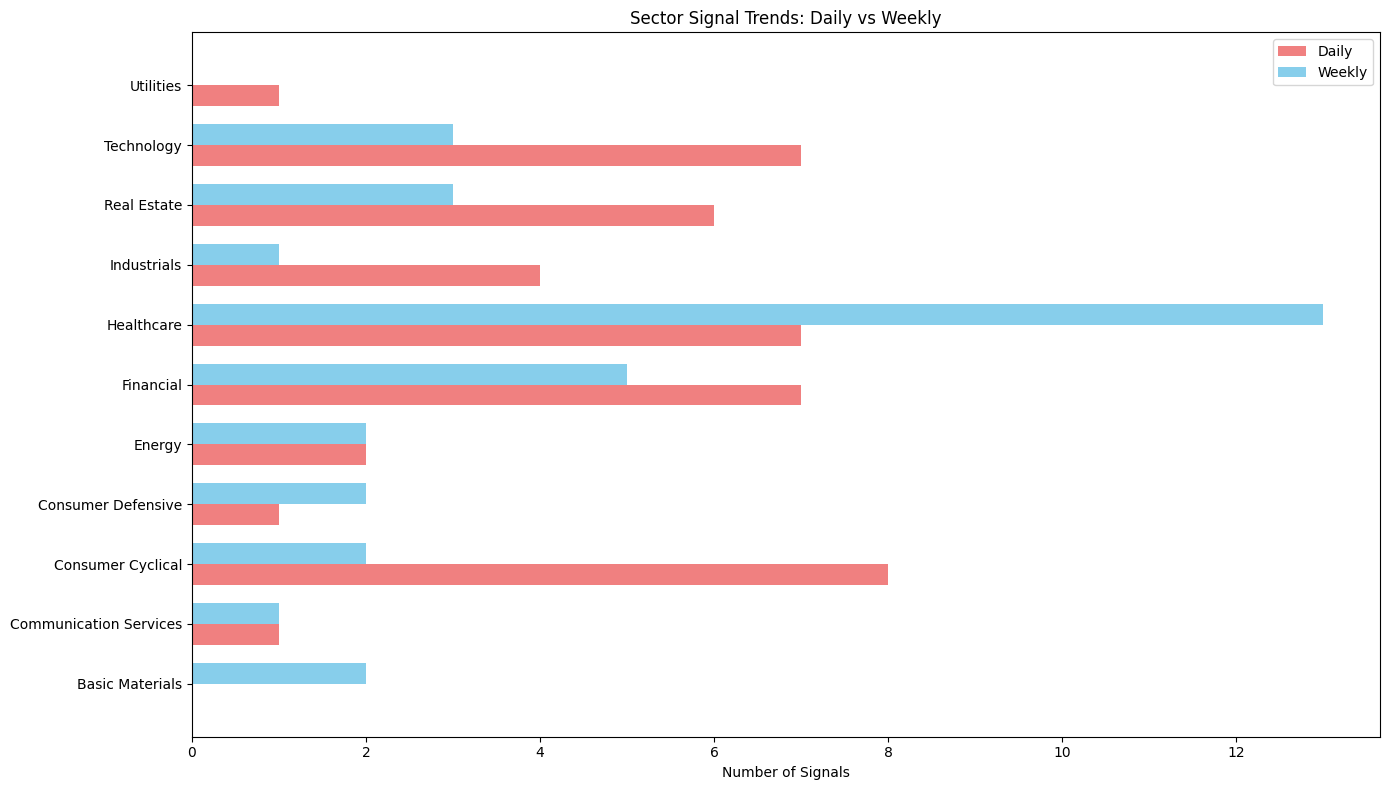 Sector Signal Trends: Daily vs Weekly
Daily
Weekly
Utilities
Technology
Real Estate
Industrials
Healthcare
Financial
Energy
Consumer Defensive
Consumer Cyclical
Communication Services
Basic Materials
0 2 4 6 8 10 12
Number of Signals